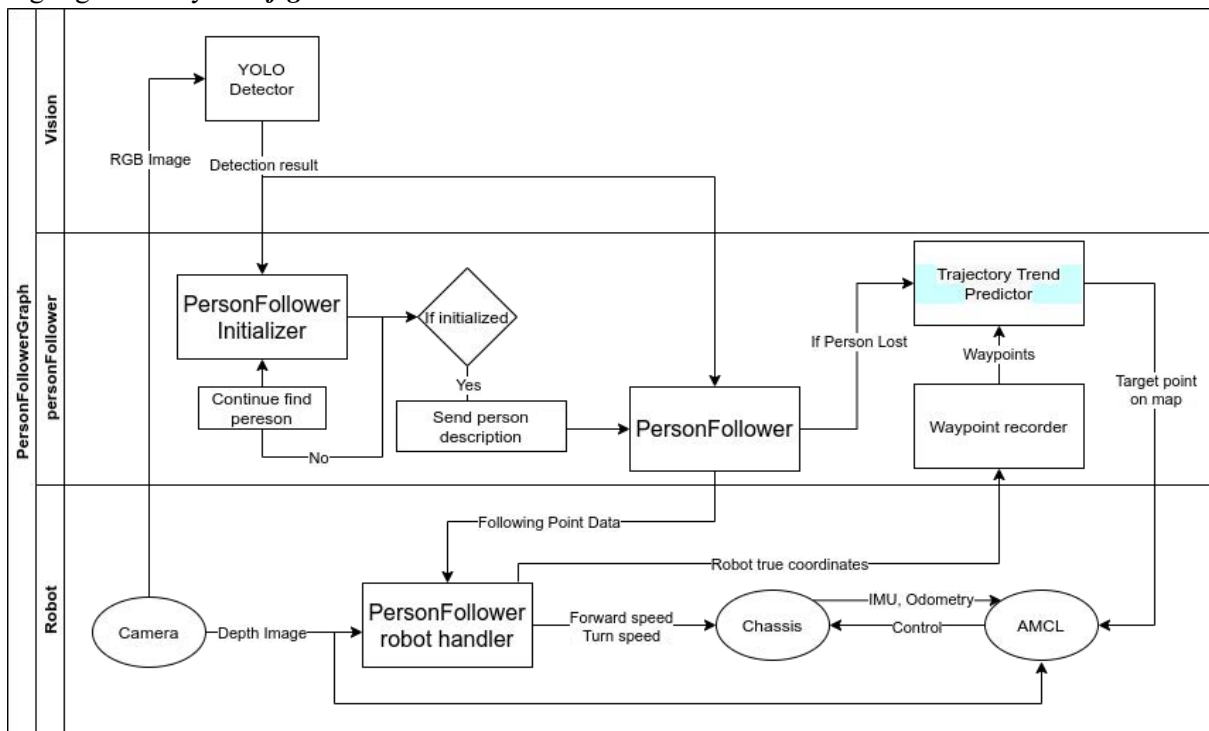 PersonFollowerGraph
Vision
YOLO
Detector
RGB Image
Detection result
personFollower
PersonFollower
Initializer
If initialized
Continue find
pereson
No
Yes
Send person
description
PersonFollower
If Person Lost
Trajectory Trend
Predictor
Waypoints
Waypoint recorder
Target point
on map
Robot
Following Point Data
Robot true coordinates
Camera
Depth Image
PersonFollower
robot handler
Forward speed
Turn speed
Chassis
IMU, Odometry
Control
AMCL